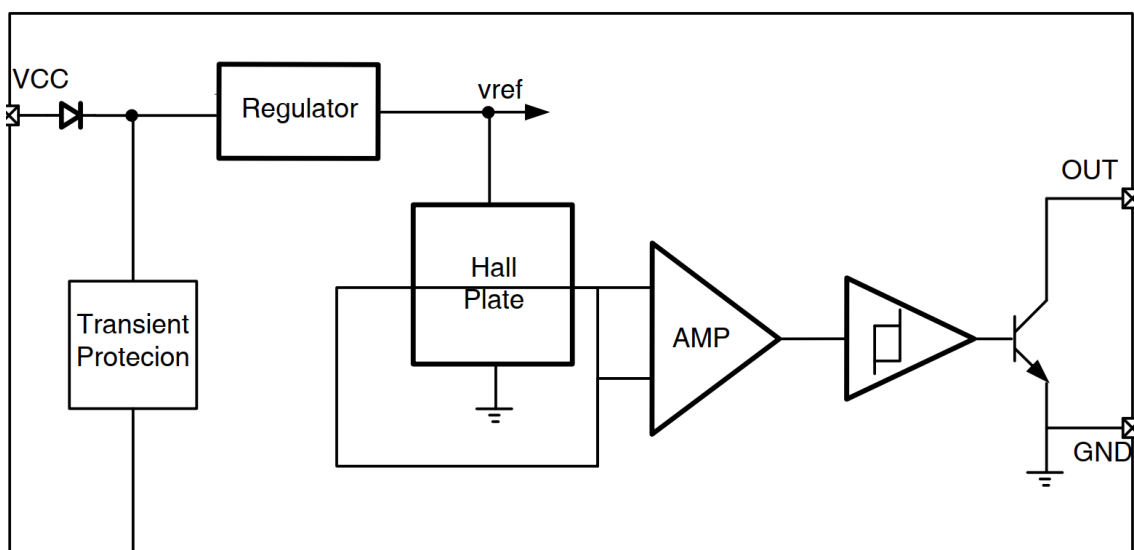 VCC
Regulator
vref
OUT
Hall
Plate
Transient
Protecion
AMP
GND